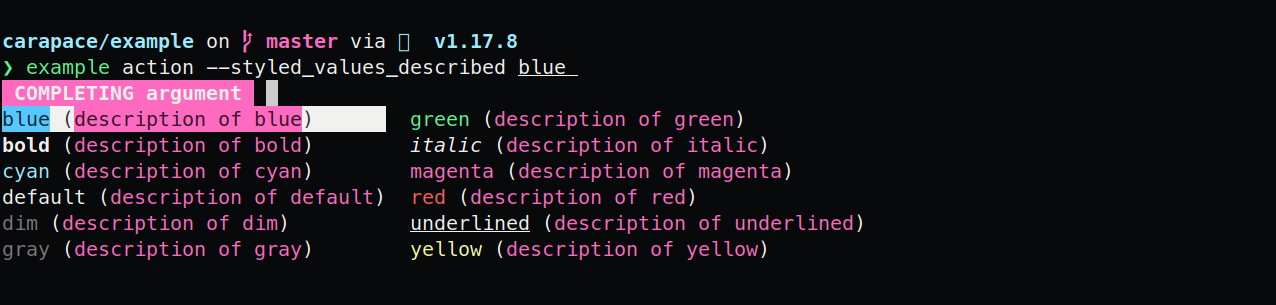 carapace/example on master via v1.17.8
❯ example action --styled_values_described blue
COMPLETING argument
blue (description of blue) green (description of green)
bold (description of bold) italic (description of italic)
cyan (description of cyan) magenta (description of magenta)
default (description of default) red (description of red)
dim (description of dim) underlined (description of underlined)
gray (description of gray) yellow (description of yellow)